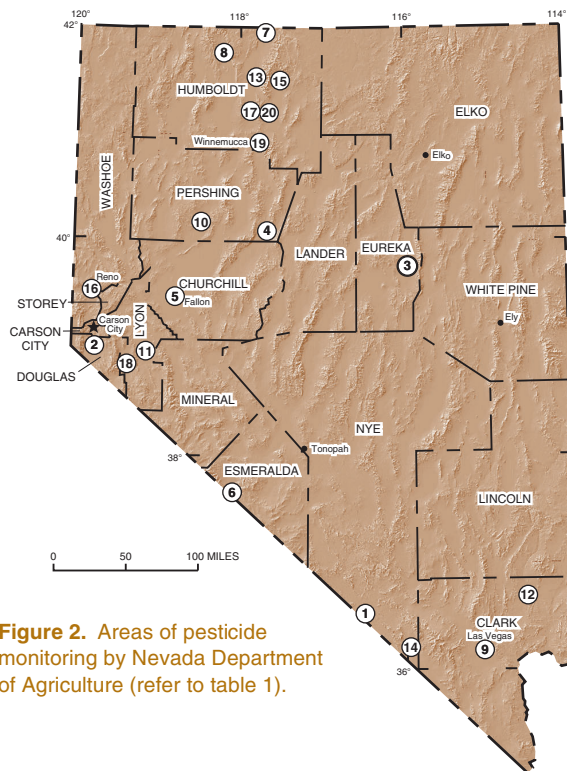 120°
118°
116°
114°
42°
7
8
13
15
HUMBOLDT
ELKO
17
20
WASHOE
Winnemucca
19
Elko
PERSHING
10
4
40°
LANDER
EUREKA
3
Reno
16
CHURCHILL
WHITE PINE
5
Fallon
STOREY
LYON
Carson
City
CARSON
CITY
Ely
2
11
DOUGLAS
18
MINERAL
NYE
38°
Tonopah
ESMERALDA
6
LINCOLN
0 50 100 MILES
12
1
CLARK
Las Vegas
14
9
36°
Figure 2. Areas of pesticide
monitoring by Nevada Department
of Agriculture (refer to table 1).